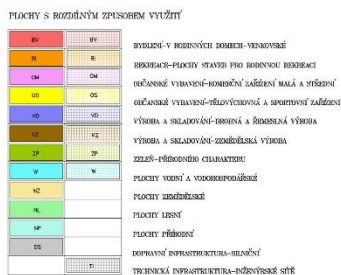 PLOCHY S ROZDÍLNÝM ZPUSOBEM VYUŽITÍ
BV BV BYDLENÍ-V RODINNÝCH DOMECH-VENKOVSKÉ
RI RI REKREACE-PLOCHY STAVEB PRO RODINNOU REKREACI
OM OM OBČANSKÉ VYBAVENÍ-KOMERČNÍ ZAŘÍZENÍ MALÁ A STŘEDNÍ
OS OS OBČANSKÉ VYBAVENÍ-TĚLOVÝCHOVNÁ A SPORTOVNÍ ZAŘÍZENÍ
VD VD VÝROBA A SKLADOVÁNÍ-DROBNÁ A ŘEMESLNÁ VÝROBA
VZ VZ VÝROBA A SKLADOVÁNÍ-ZEMĚDĚLSKÁ VÝROBA
ZP ZP ZELEŇ-PŘÍRODNÍHO CHARAKTERU
W W PLOCHY VODNÍ A VODOHOSPODÁŘSKÉ
NZ PLOCHY ZEMĚDĚLSKÉ
NL PLOCHY LESNÍ
NP PLOCHY PŘÍRODNÍ
DS DOPRAVNÍ INFRASTRUKTURA-SILNIČNÍ
TI TECHNICKÁ INFRASTRUKTURA-INŽENÝRSKÉ SÍTĚ